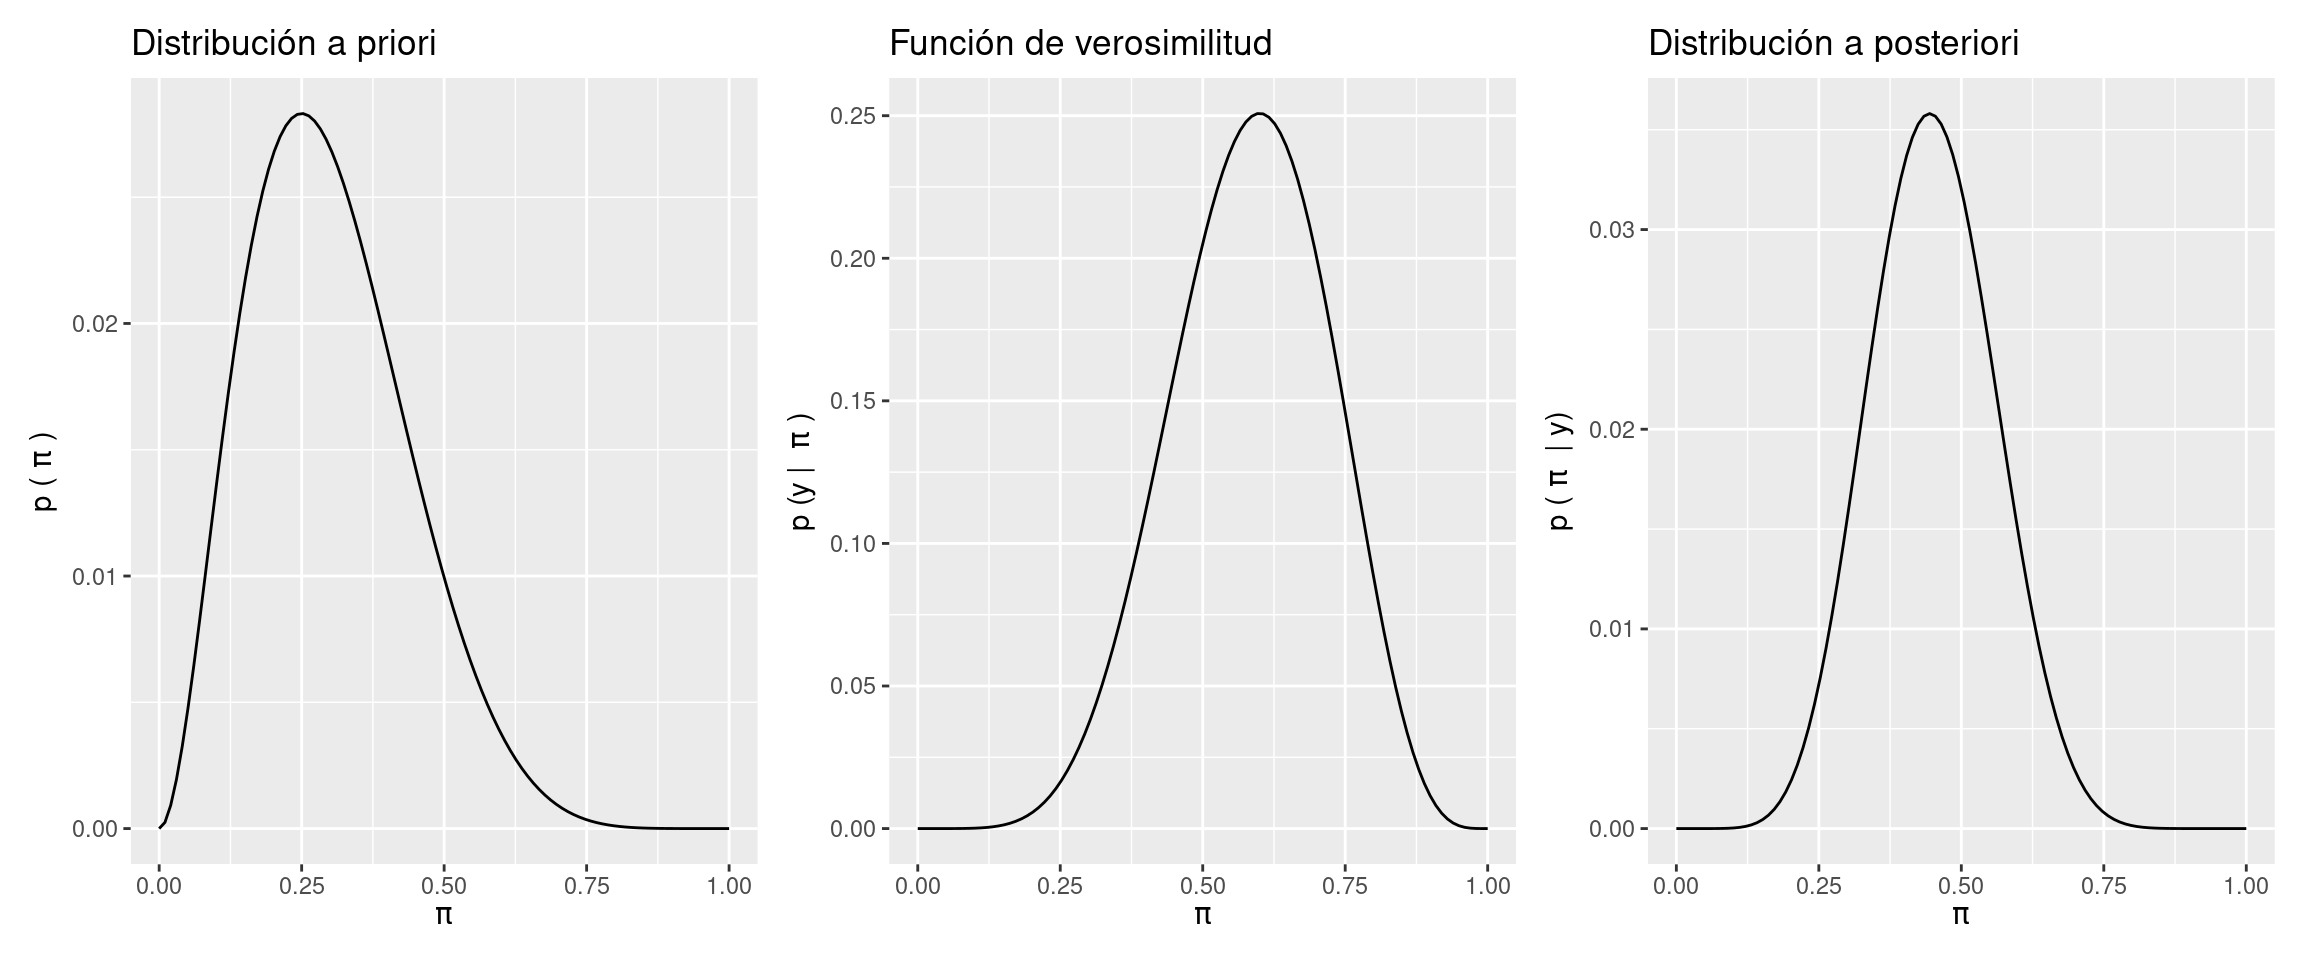 Distribución a priori
p ( π )
0.02
0.01
0.00
0.00 0.25 0.50 0.75 1.00
π
Función de verosimilitud
p (y | π )
0.25
0.20
0.15
0.10
0.05
0.00
0.00 0.25 0.50 0.75 1.00
π
Distribución a posteriori
p ( π | y)
0.03
0.02
0.01
0.00
0.00 0.25 0.50 0.75 1.00
π